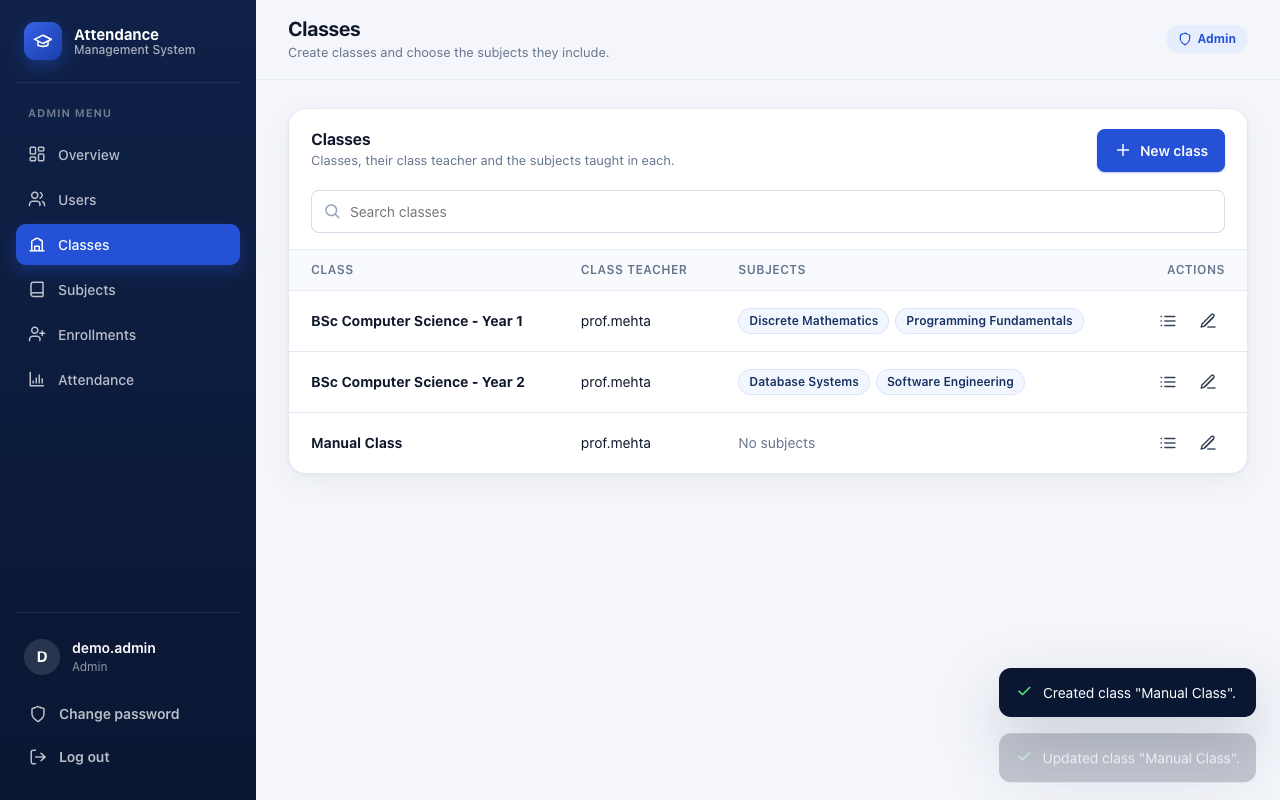 Attendance
Management System
ADMIN MENU
Overview
Users
Classes
Subjects
Enrollments
Attendance
D
demo.admin
Admin
Change password
Log out
Classes
Create classes and choose the subjects they include.
Admin
Classes
Classes, their class teacher and the subjects taught in each.
New class
Search classes
CLASS CLASS TEACHER SUBJECTS ACTIONS
BSc Computer Science - Year 1 prof.mehta Discrete Mathematics Programming Fundamentals
BSc Computer Science - Year 2 prof.mehta Database Systems Software Engineering
Manual Class prof.mehta No subjects
Created class "Manual Class".
Updated class "Manual Class".